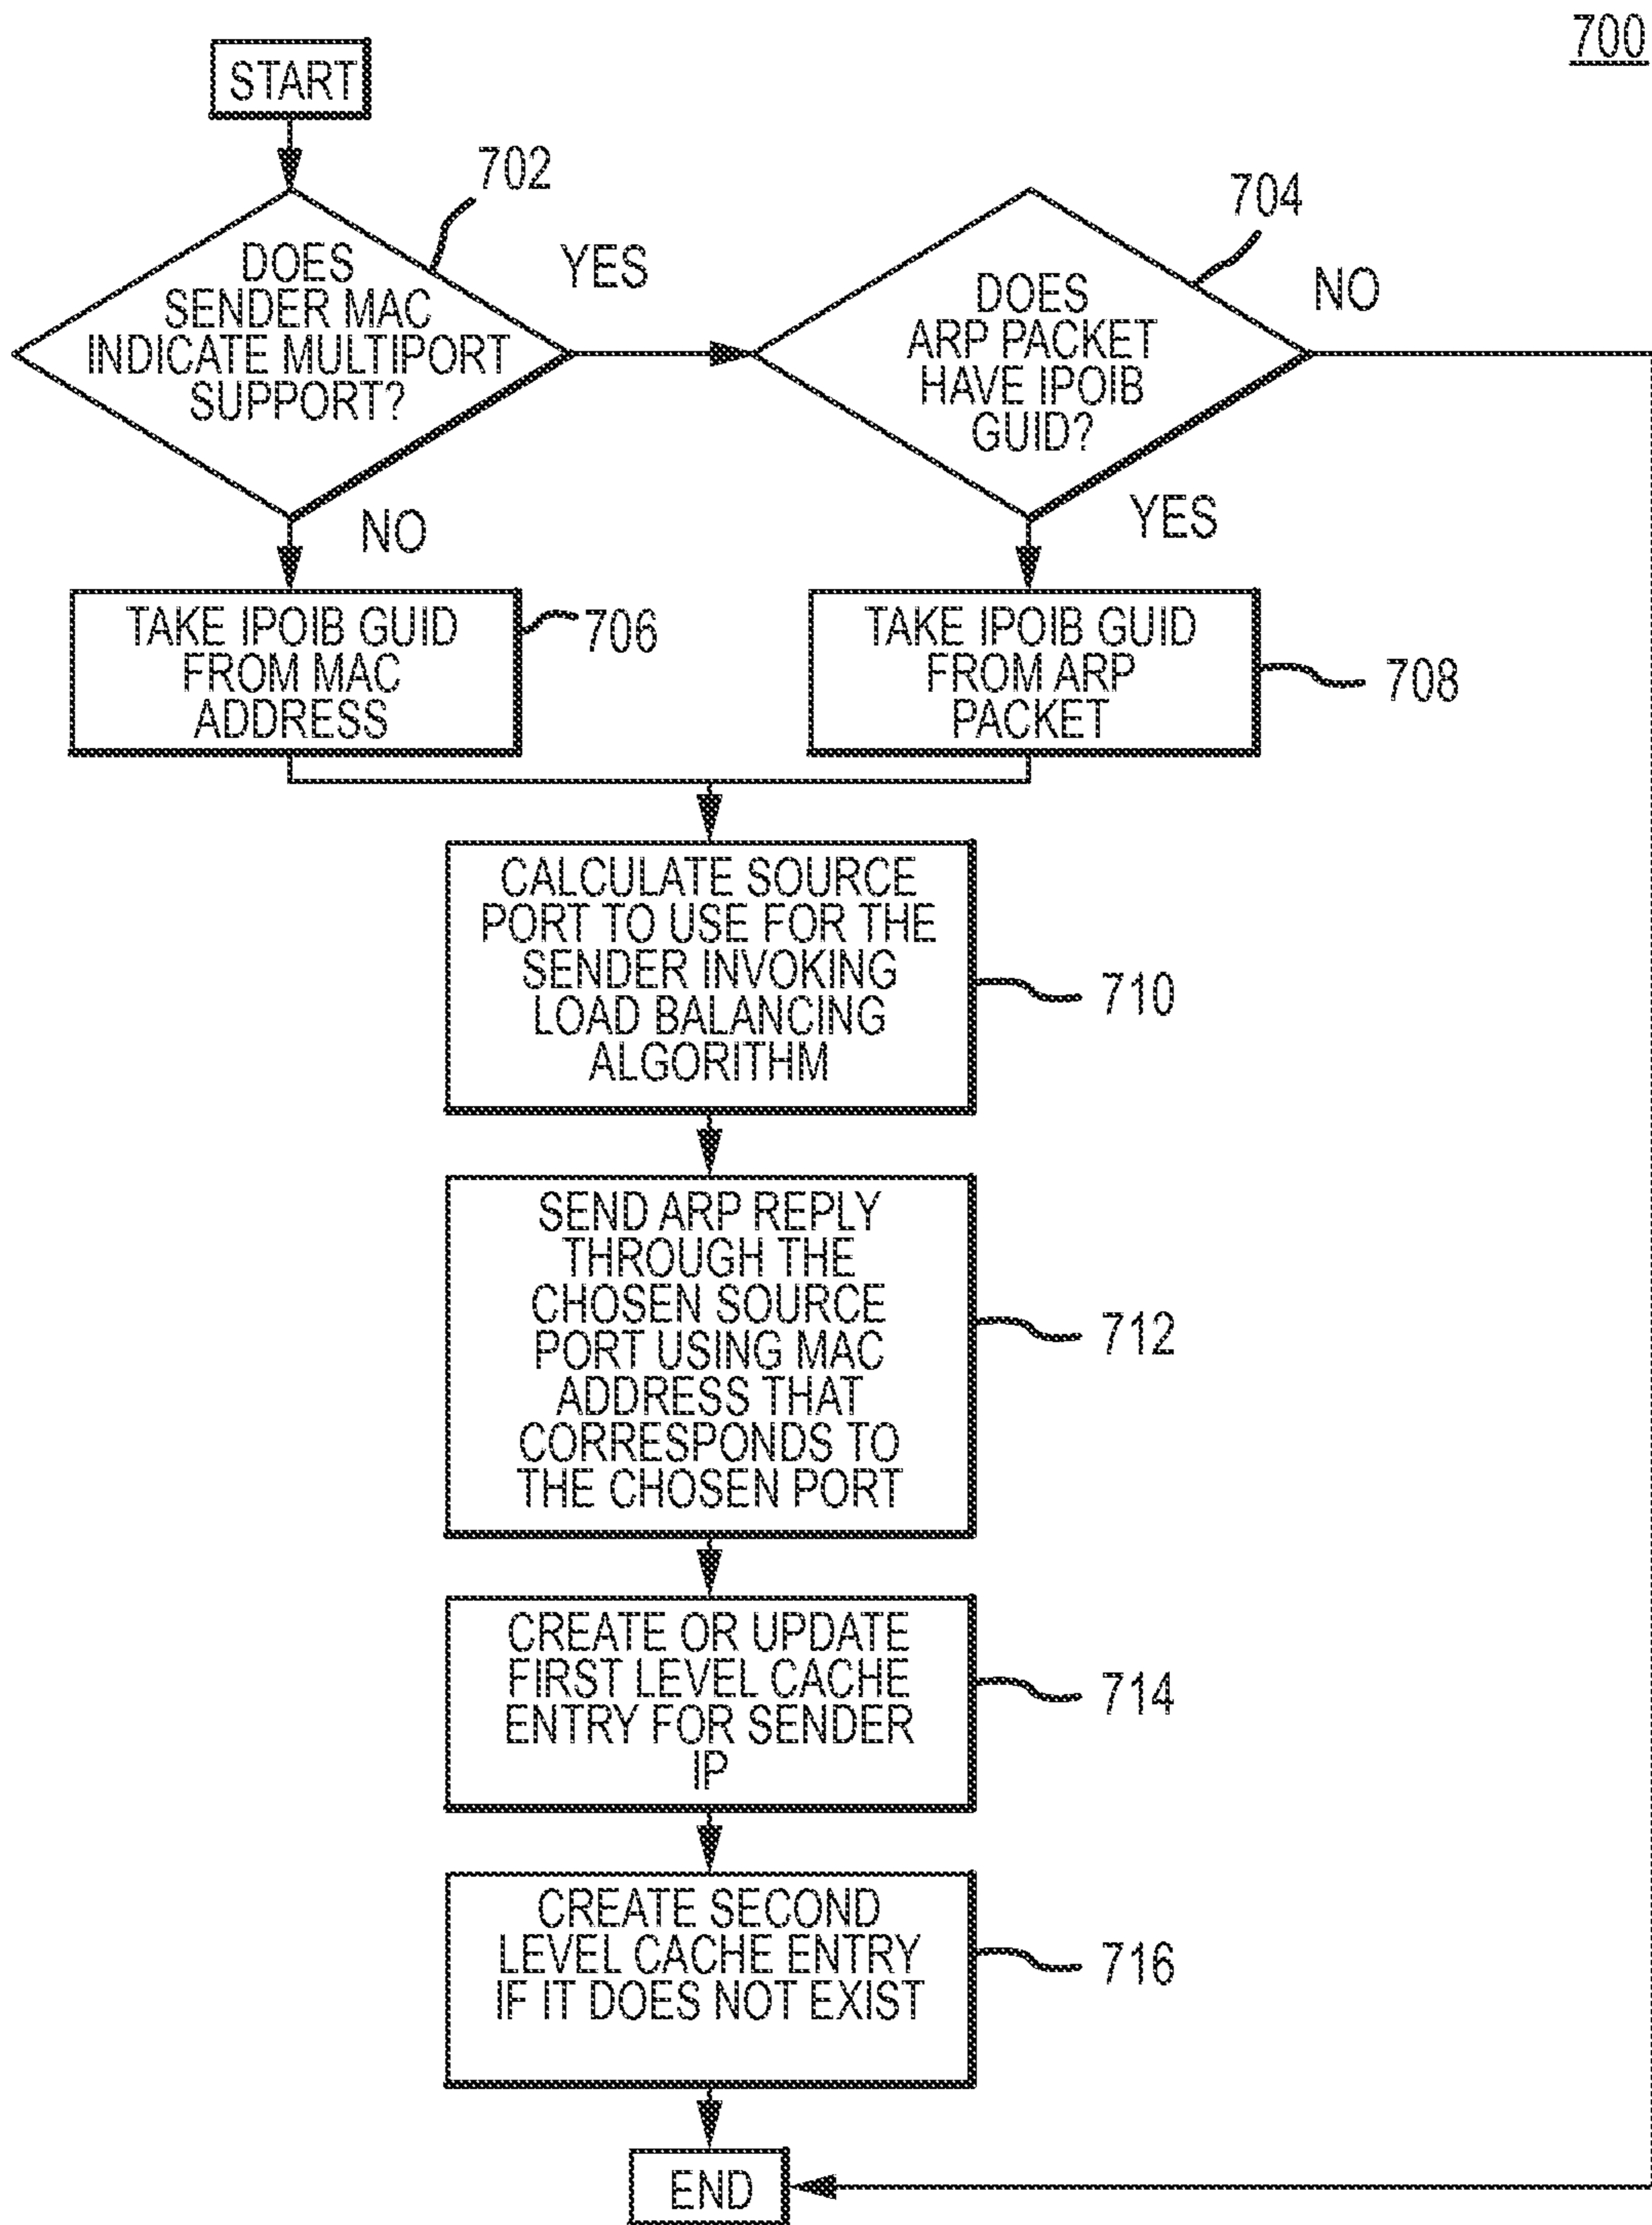 700
START
702
DOES
SENDER MAC
INDICATE MULTIPORT
SUPPORT?
YES
704
DOES
ARP PACKET
HAVE IPOIB
GUID?
NO
NO
YES
TAKE IPOIB GUID
FROM MAC
ADDRESS
706
TAKE IPOIB GUID
FROM ARP
PACKET
708
CALCULATE SOURCE
PORT TO USE FOR THE
SENDER INVOKING
LOAD BALANCING
ALGORITHM
710
SEND ARP REPLY
THROUGH THE
CHOSEN SOURCE
PORT USING MAC
ADDRESS THAT
CORRESPONDS TO
THE CHOSEN PORT
712
CREATE OR UPDATE
FIRST LEVEL CACHE
ENTRY FOR SENDER
IP
714
CREATE SECOND
LEVEL CACHE ENTRY
IF IT DOES NOT EXIST
716
END